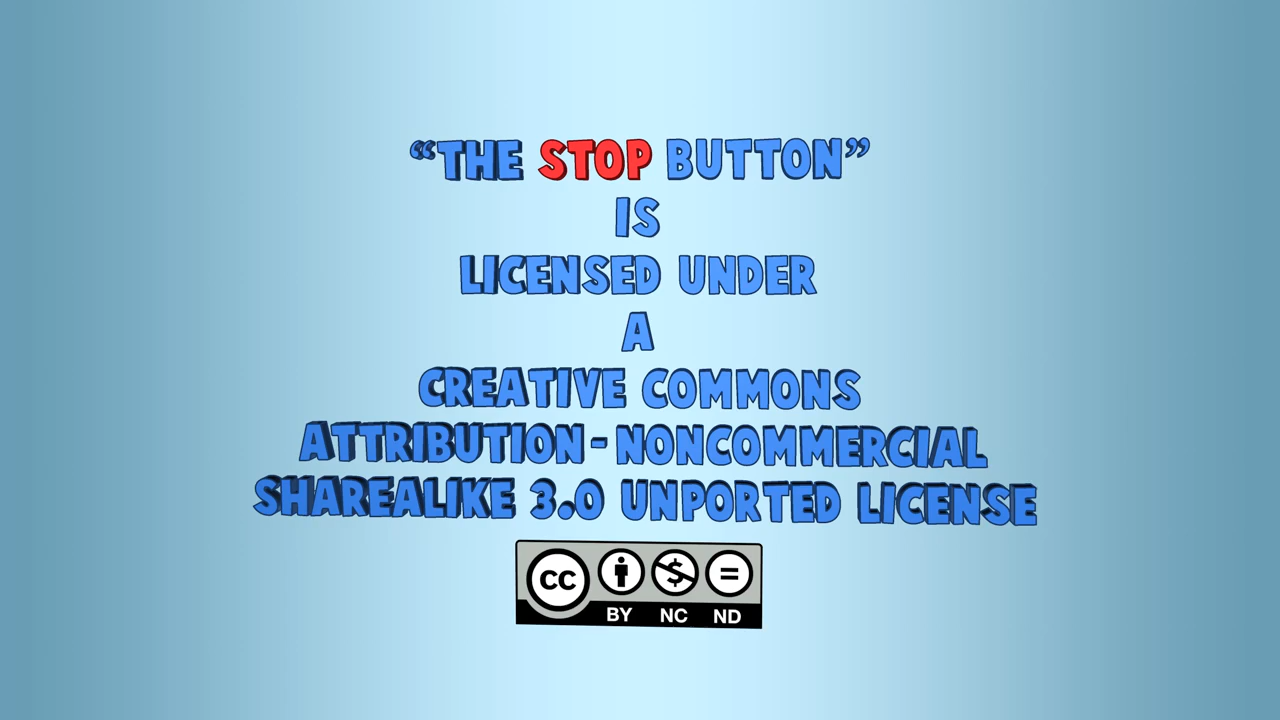 “THE STOP BUTTON”
IS
LICENSED UNDER
A
CREATIVE COMMONS
ATTRIBUTION-NONCOMMERCIAL
SHAREALIKE 3.0 UNPORTED LICENSE
CC BY NC ND